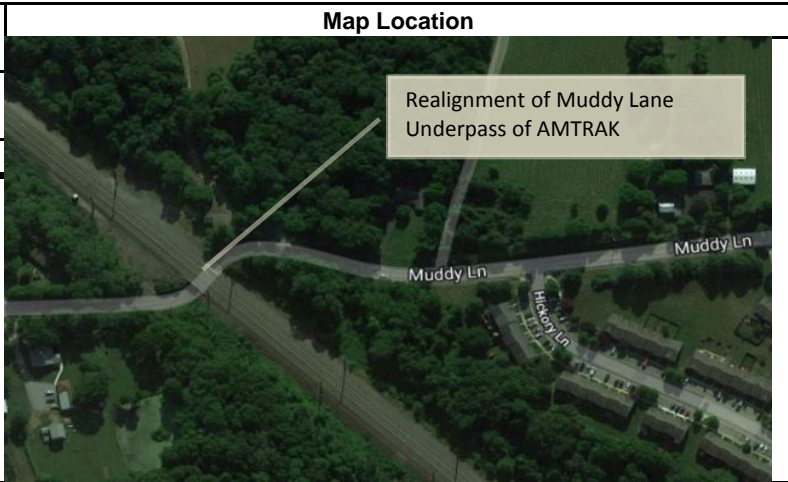 Map Location
Realignment of Muddy Lane
Underpass of AMTRAK
Muddy Ln
Muddy Ln
Hickory Ln